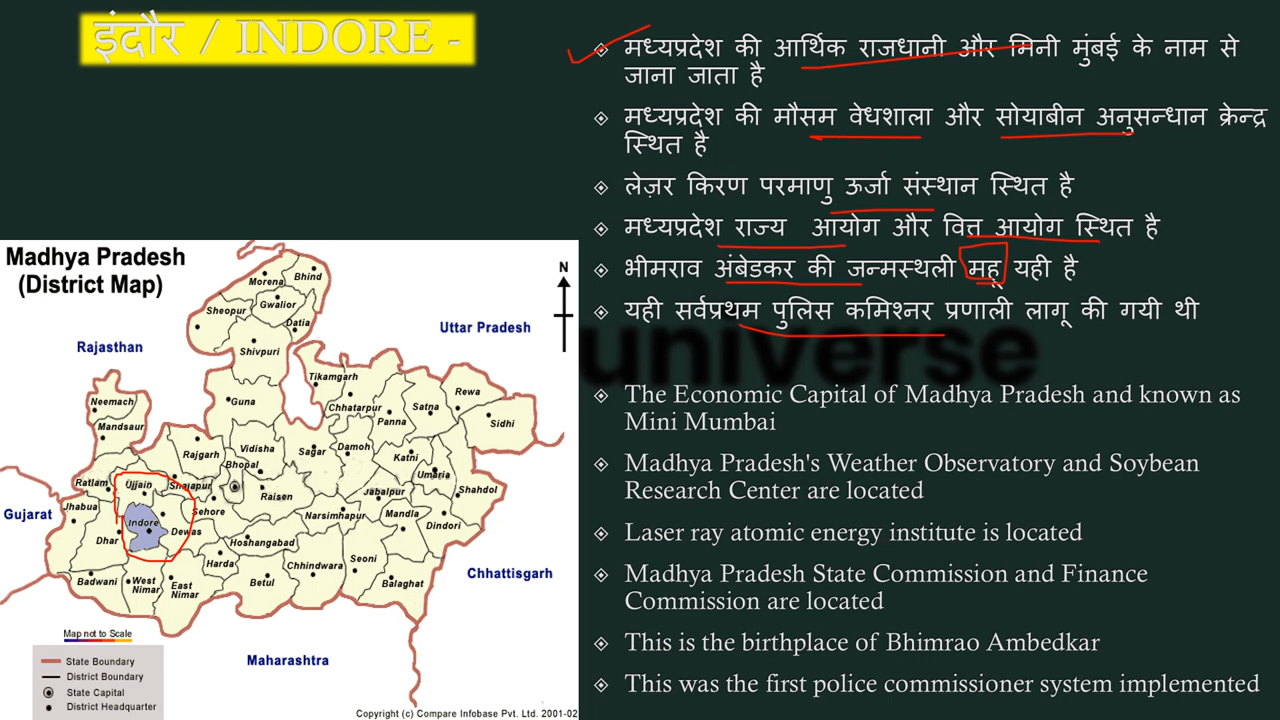 इंदौर / INDORE -
मध्यप्रदेश की आर्थिक राजधानी और मिनी मुंबई के नाम से
जाना जाता है
मध्यप्रदेश की मौसम वेधशाला और सोयाबीन अनुसन्धान क्रेन्द्र
स्थित है
लेज़र किरण परमाणु ऊर्जा संस्थान स्थित है
मध्यप्रदेश राज्य आयोग और वित्त आयोग स्थित है
भीमराव अंबेडकर की जन्मस्थली महू यही है
यही सर्वप्रथम पुलिस कमिश्नर प्रणाली लागू की गयी थी
universe
The Economic Capital of Madhya Pradesh and known as
Mini Mumbai
Madhya Pradesh's Weather Observatory and Soybean
Research Center are located
Laser ray atomic energy institute is located
Madhya Pradesh State Commission and Finance
Commission are located
This is the birthplace of Bhimrao Ambedkar
This was the first police commissioner system implemented
Madhya Pradesh
(District Map)
N
Uttar Pradesh
Rajasthan
Gujarat
Chhattisgarh
Maharashtra
Morena
Bhind
Sheopur
Gwalior
Datia
Shivpuri
Tikamgarh
Rewa
Neemach
Guna
Chhatarpur
Satna
Panna
Sidhi
Mandsaur
Rajgarh
Vidisha
Sagar
Damoh
Katni
Bhopal
Umaria
Ratlam
Ujjain
Shajapur
Raisen
Jabalpur
Shahdol
Jhabua
Sehore
Narsimhapur
Mandla
Indore
Dewas
Dindori
Dhar
Hoshangabad
Harda
Chhindwara
Seoni
Badwani
West
Nimar
East
Nimar
Betul
Balaghat
Map not to Scale
State Boundary
District Boundary
State Capital
District Headquarter
Copyright (c) Compare Infobase Pvt. Ltd. 2001-02